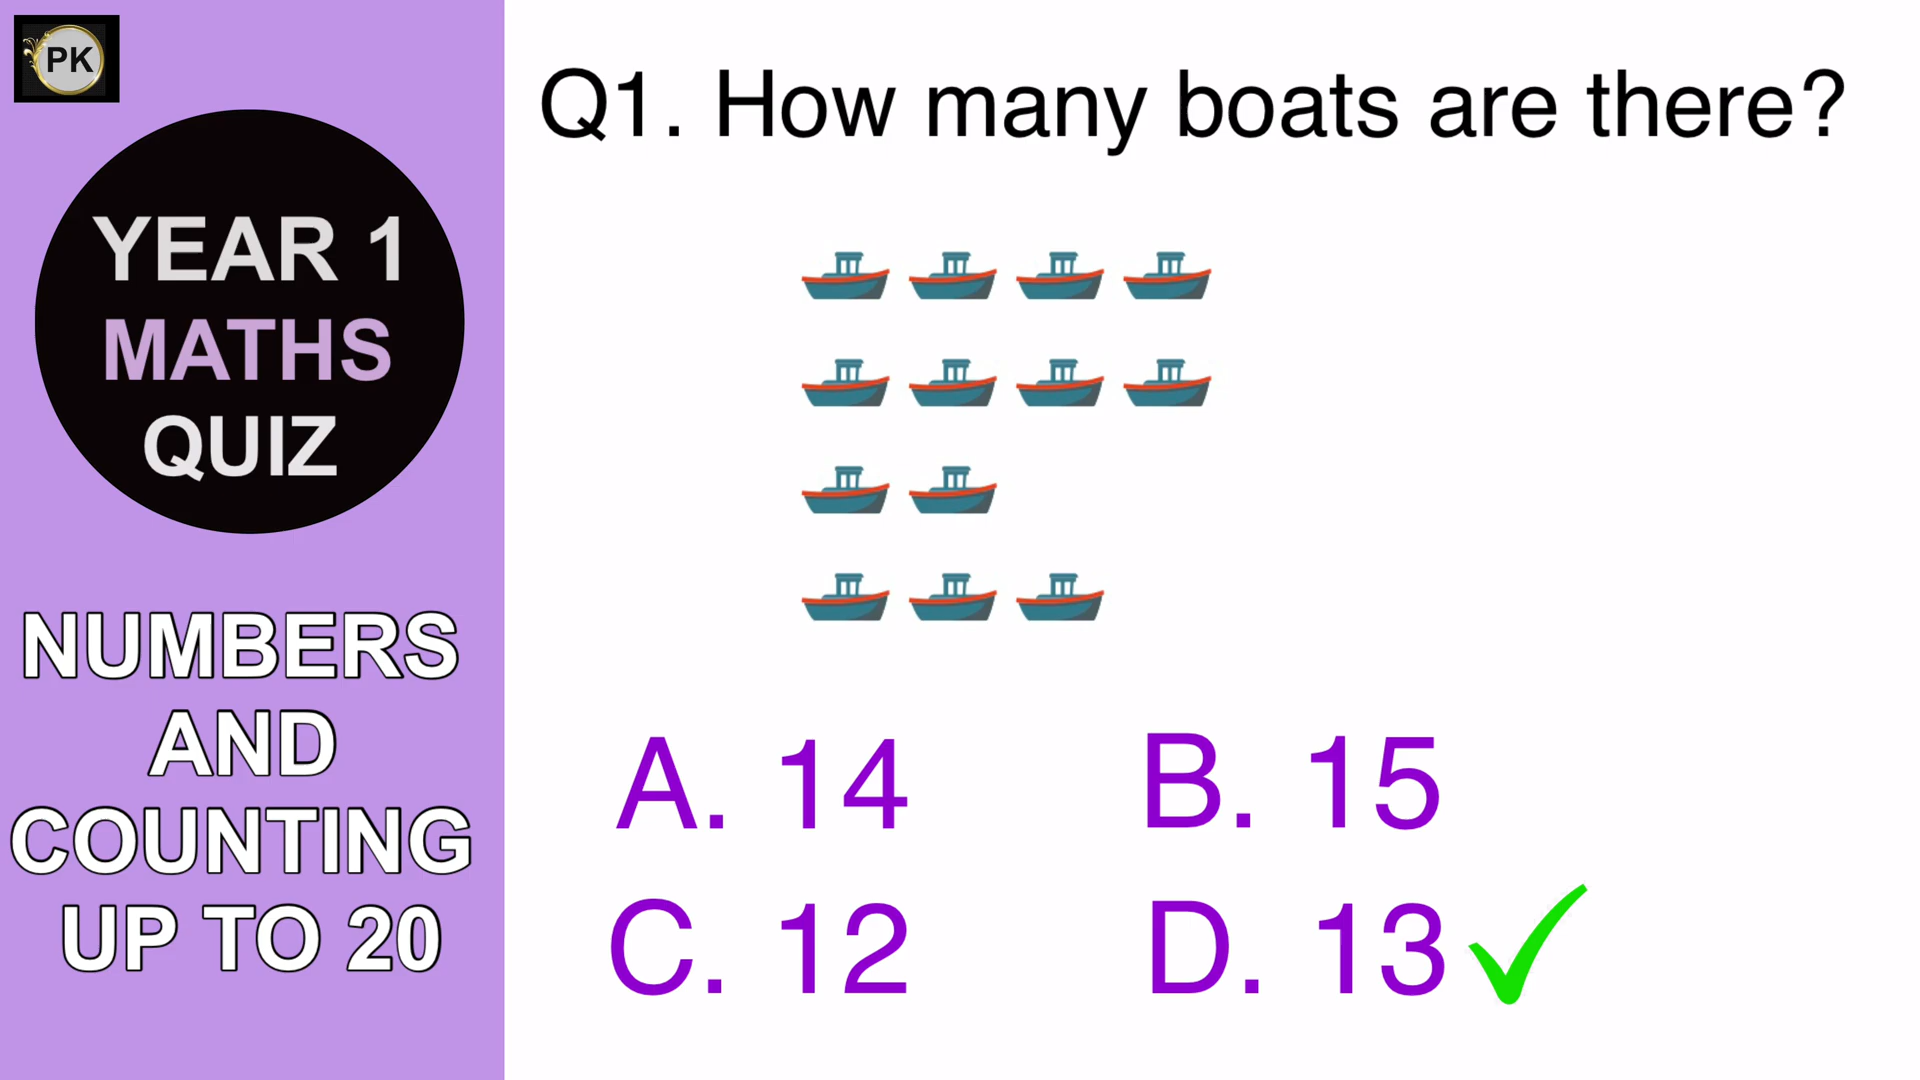 PK
YEAR 1
MATHS
QUIZ
NUMBERS
AND
COUNTING
UP TO 20
Q1. How many boats are there?
A. 14
B. 15
C. 12
D. 13